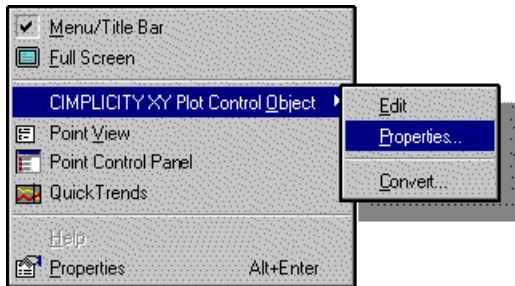 Menu/Title Bar
Full Screen
CIMPLICITY XY Plot Control Object
Edit
Point View
Properties...
Point Control Panel
Convert...
QuickTrends
Help
Properties Alt+Enter